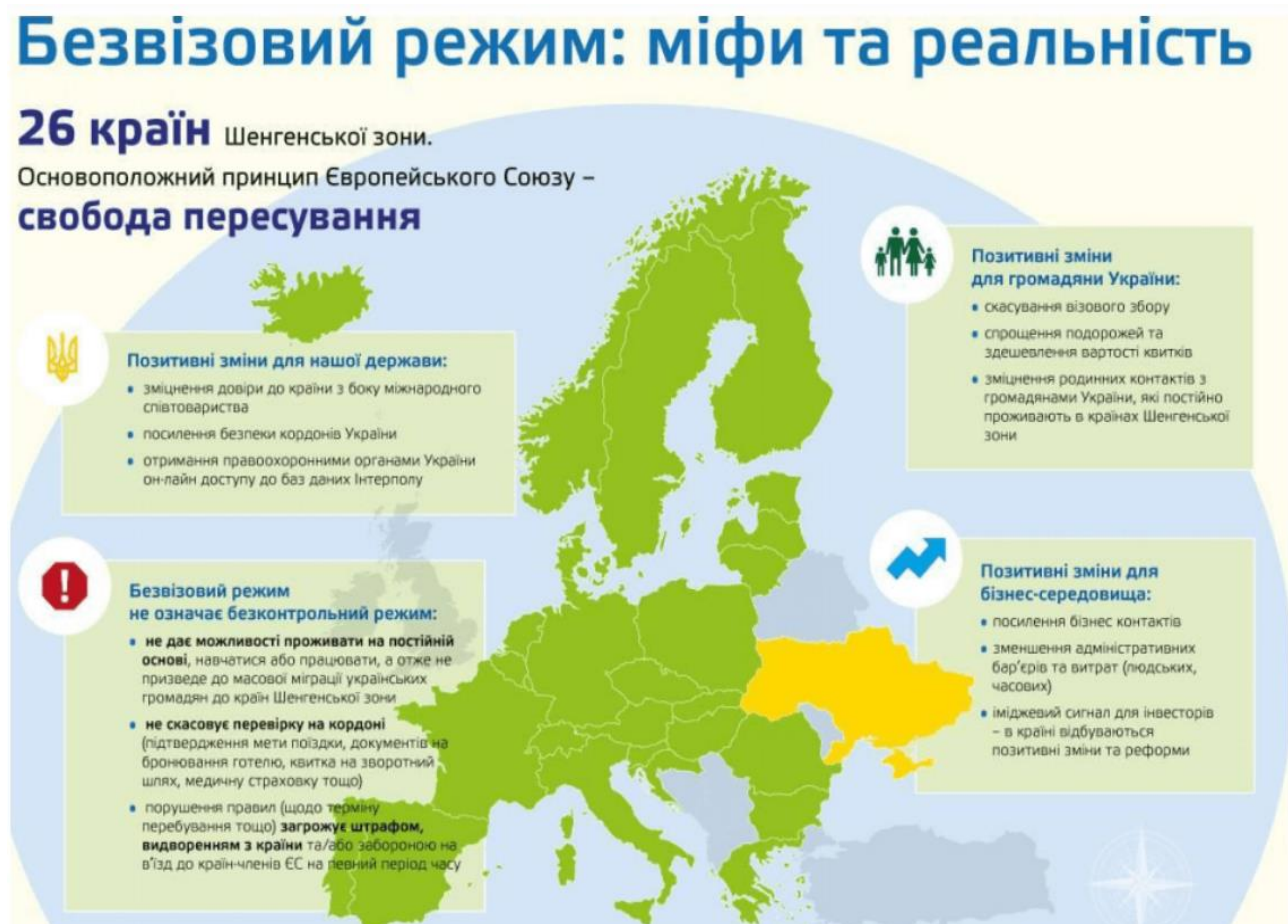 Безвізовий режим: міфи та реальність
26 країн Шенгенської зони.
Основоположний принцип Європейського Союзу –
свобода пересування
Позитивні зміни для нашої держави:
• зміцнення довіри до країни з боку міжнародного
співтовариства
• посилення безпеки кордонів України
• отримання правоохоронними органами України
он-лайн доступу до баз даних Інтерполу
Безвізовий режим
не означає безконтрольний режим:
• не дає можливості проживати на постійній
основі, навчатися або працювати, а отже не
призведе до масової міграції українських
громадян до країн Шенгенської зони
• не скасовує перевірку на кордоні
(підтвердження мети поїздки, документів на
бронювання готелю, квитка на зворотний
шлях, медичну страховку тощо)
• порушення правил (щодо терміну
перебування тощо) загрожує штрафом,
видворенням з країни та/або забороною на
в'їзд до країн-членів ЄС на певний період часу
Позитивні зміни
для громадяни України:
• скасування візового збору
• спрощення подорожей та
здешевлення вартості квитків
• зміцнення родинних контактів з
громадянами України, які постійно
проживають в країнах Шенгенської
зони
Позитивні зміни для
бізнес-середовища:
• посилення бізнес контактів
• зменшення адміністративних
бар'єрів та витрат (людських,
часових)
• іміджевий сигнал для інвесторів
– в країні відбуваються
позитивні зміни та реформи